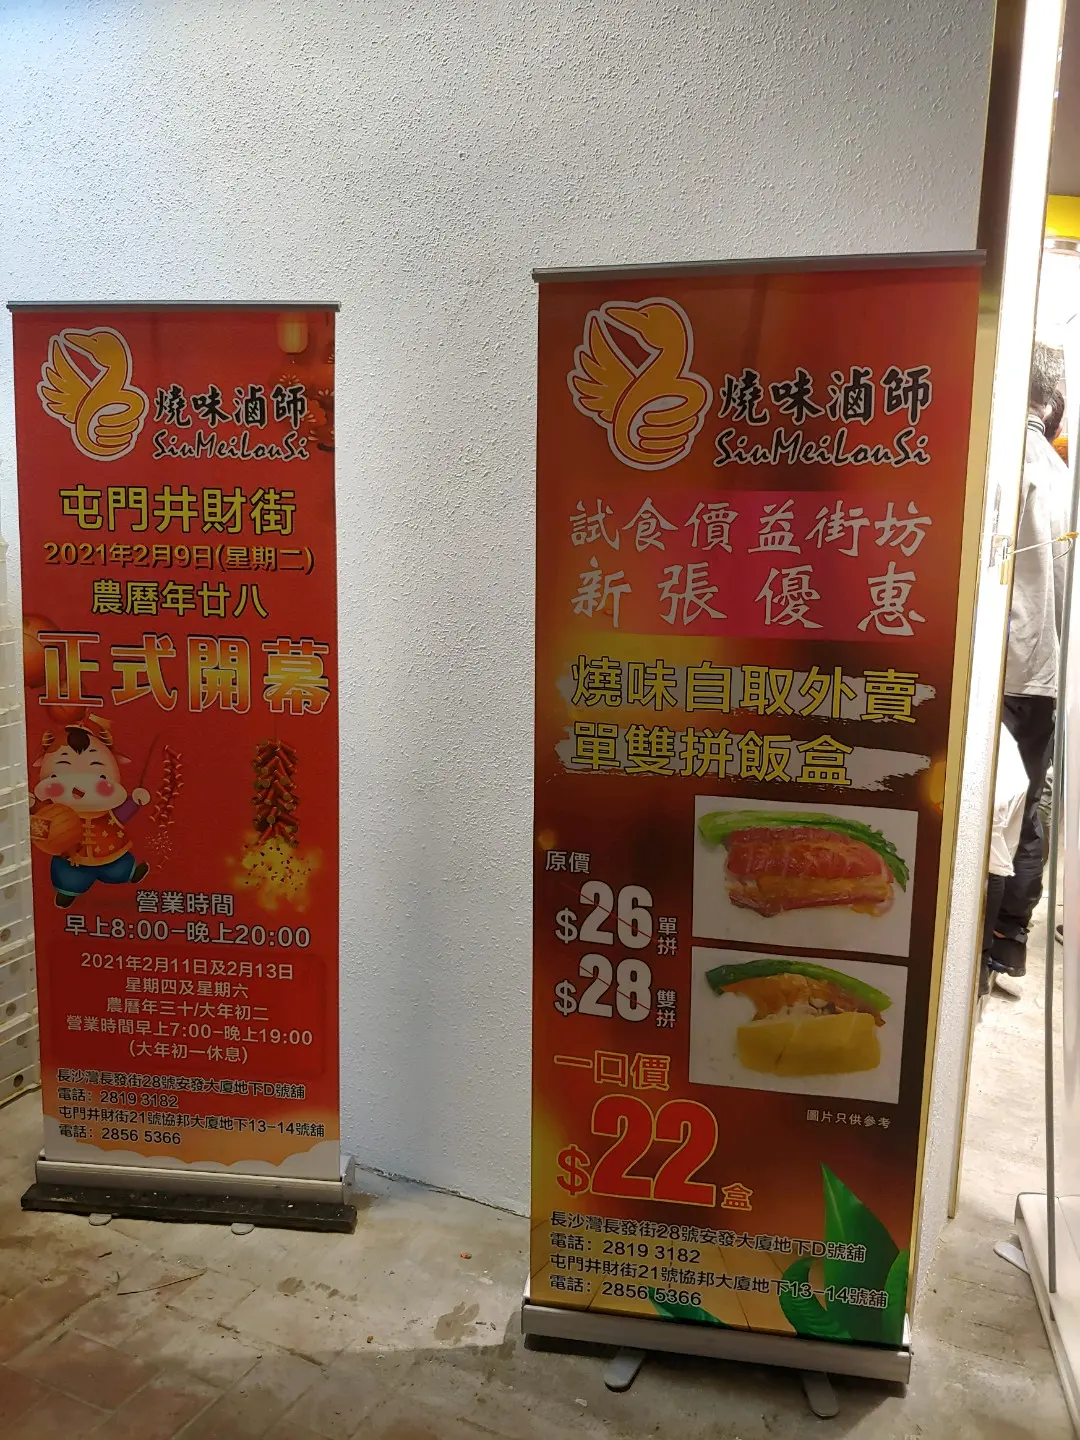 燒味滷師
SiuMeiLouSi
屯門井財街
2021年2月9日(星期二)
農曆年廿八
正式開幕
營業時間
早上8:00-晚上20:00
2021年2月11日及2月13日
星期四及星期六
農曆年三十/大年初二
營業時間早上7:00-晚上19:00
(大年初一休息)
長沙灣長發街28號安發大廈地下D號舖
電話：2819 3182
屯門井財街21號協邦大廈地下13-14號舖
電話：2856 5366
燒味滷師
SiuMeiLouSi
試食價益街坊
新張優惠
燒味自取外賣
單雙拼飯盒
原價
$26單拼
$28雙拼
一口價
$22盒
圖片只供參考
長沙灣長發街28號安發大廈地下D號舖
電話：2819 3182
屯門井財街21號協邦大廈地下13-14號舖
電話：2856 5366